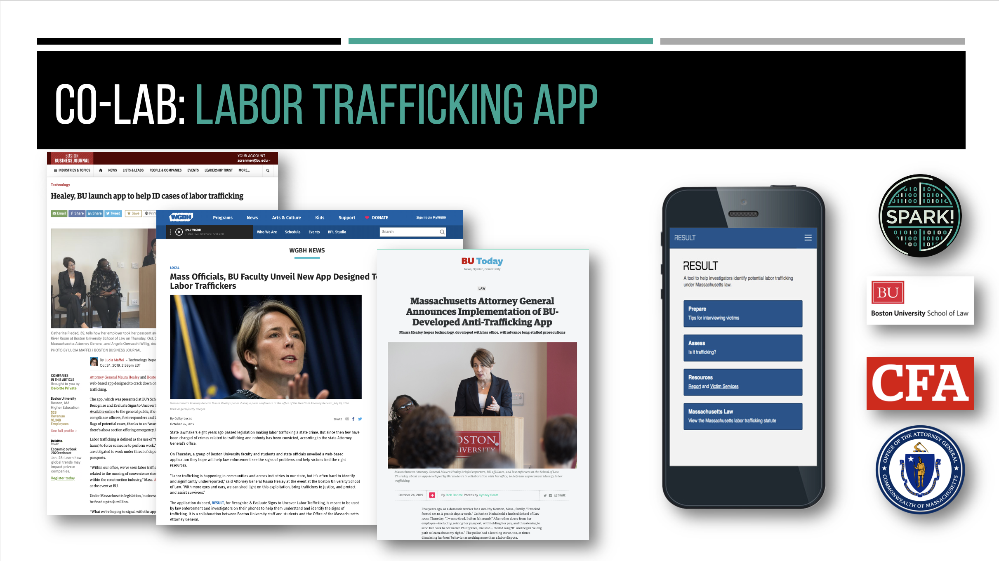 CO-LAB: LABOR TRAFFICKING APP
BOSTON
BUSINESS JOURNAL
YOUR ACCOUNT
zcranmer@bu.edu
INDUSTRIES & TOPICS NEWS LISTS & LEADS PEOPLE & COMPANIES EVENTS LEADERSHIP TRUST MORE...
Technology
Healey, BU launch app to help ID cases of labor trafficking
Email Share Share Tweet Save Print
Catherine Piedad, 39, tells how her employer took her passport
River Room at Boston University School of Law on Thursday, Oct.
Massachusetts Attorney General, and Angela Onwuachi-Willig,
PHOTO BY LUCIA MAFFEI / BOSTON BUSINESS JOURNAL
By Lucia Maffei – Technology
Oct 24, 2019, 2:58pm EDT
COMPANIES
IN THIS ARTICLE
Brought to you by
Deloitte Private
Boston University
Boston, MA
Higher Education
$2B
Revenue
10,348
Employees
See full profile >
Deloitte.
Private
Economic outlook
2020 webcast
Jan. 28: Learn how
global trends may
impact private
companies.
Register today
Attorney General Maura Healey and
web-based app designed to crack down on
trafficking.
The app, which was presented at BU's
Recognize and Evaluate Signs to Uncover
Available online to the general public, it's
compliance officers, first responders and
flags of potential cases, thanks to an
there's also a section offering emergency,
Labor trafficking is defined as the use of
harm) to force someone to perform work."
are obligated to work under threat of
passports.
"Within our office, we've seen labor
related to the running of convenience
within the construction industry," Mass.
at the event at BU.
Under Massachusetts legislation,
be fined up to $1 million.
"What we're hoping to signal with the app
WGBH Programs News Arts & Culture Kids Support DONATE Sign In Join MyWGBH
89.7 WGBH
Listen Live: Boston's Local NPR
Who We Are Schedule Events BPL Studio Search
WGBH NEWS
LOCAL
Mass Officials, BU Faculty Unveil New App Designed
Labor Traffickers
Massachusetts Attorney General Maura Healey speaks during a press conference at the office of the New York Attorney General, July 19, 2016.
Drew Angerer/Getty Images
By Colby Lucas
October 24, 2019
SHARE
State lawmakers eight years ago passed legislation making labor trafficking a state crime. But since then few have
been charged of crimes related to trafficking and nobody has been convicted, according to the state Attorney
General's office.
On Thursday, a group of Boston University faculty and students and state officials unveiled a web-based
application they hope will help law enforcement see the signs of problems and help victims find the right
resources.
"Labor trafficking is happening in communities and across industries in our state, but it's often hard to identify
and significantly underreported," said Attorney General Maura Healey at the event at the Boston University School
of Law. "With more eyes and ears, we can shed light on this exploitation, bring traffickers to justice, and protect
and assist survivors."
The application dubbed, RESULT, for Recognize & Evaluate Signs to Uncover Labor Trafficking, is meant to be used
by law enforcement and investigators on their phones to help them understand and identify the signs of
trafficking. It is a collaboration between Boston University staff and students and the Office of the Massachusetts
Attorney General.
BU Today
News, Opinion, Community
LAW
Massachusetts Attorney General
Announces Implementation of BU-
Developed Anti-Trafficking App
Maura Healey hopes technology, developed with her office, will advance long-stalled prosecutions
Massachusetts Attorney General Maura Healey briefed reporters, BU affiliates, and law enforcers at the School of Law
Thursday about an app developed by BU students in collaboration with her office, to help law enforcement identify labor
trafficking.
October 24, 2019
By Rich Barlow Photos by Cydney Scott
SHARE
Five years ago, as a domestic worker for a wealthy Newton, Mass., family, "I worked
from 6 am to 11 pm six days a week," Catherine Piedad told a hushed School of Law
room Thursday. "I was so tired, I often felt numb." After other abuse from her
employer—including seizing her passport, withholding her pay, and threatening to
send her back to her native Philippines, she said—Piedad rang 911 and began "a long
path to learn about my rights." The police had a learning curve, too, at times
dismissing her boss' behavior as nothing more than a labor dispute.
RESULT
RESULT
A tool to help investigators identify potential labor trafficking
under Massachusetts law.
Prepare
Tips for interviewing victims
Assess
Is it trafficking?
Resources
Report and Victim Services
Massachusetts Law
View the Massachusetts labor trafficking statute
SPARK!
BU
Boston University School of Law
CFA
OFFICE OF THE ATTORNEY GENERAL
COMMONWEALTH OF MASSACHUSETTS